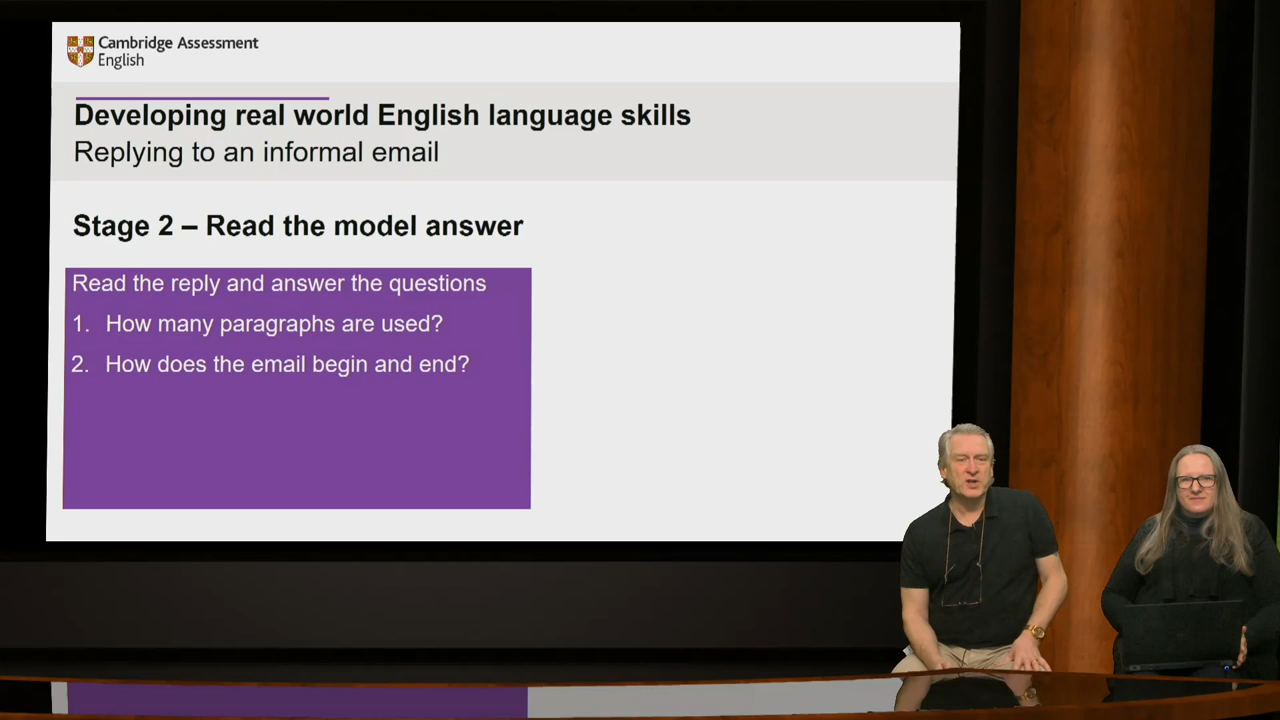 Cambridge Assessment
English
Developing real world English language skills
Replying to an informal email
Stage 2 – Read the model answer
Read the reply and answer the questions
1. How many paragraphs are used?
2. How does the email begin and end?